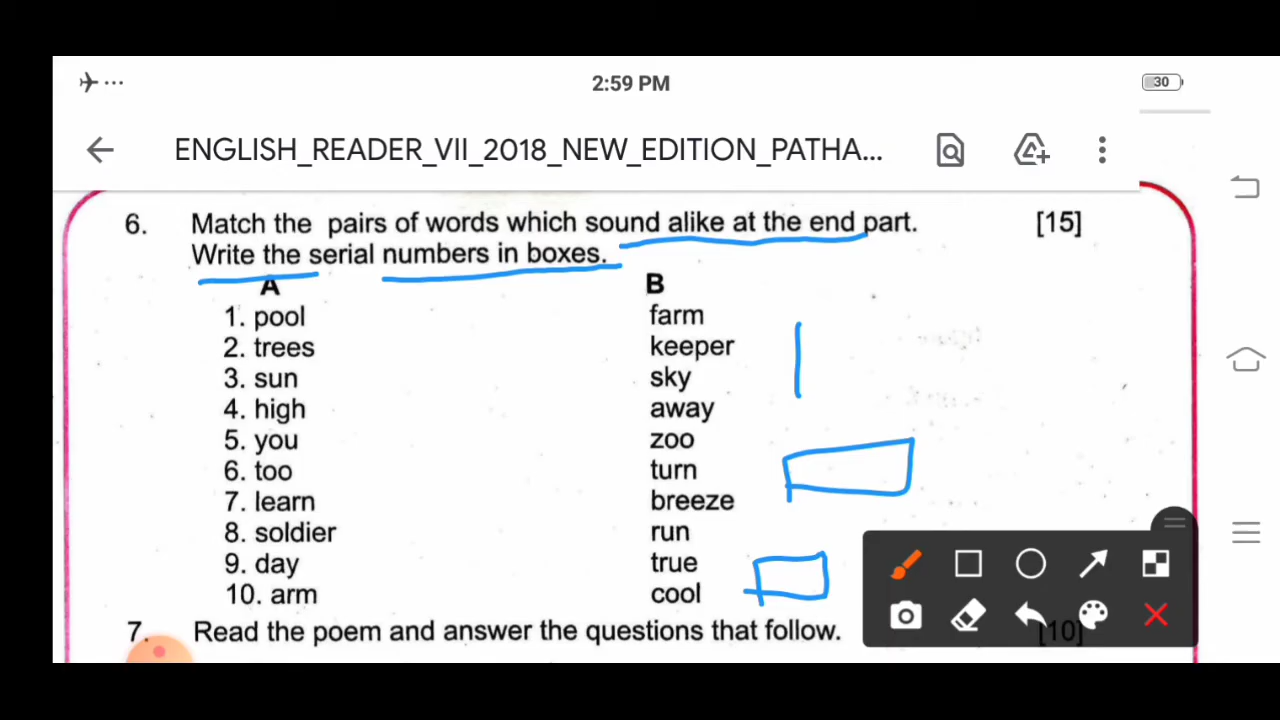 2:59 PM
30
ENGLISH_READER_VII_2018_NEW_EDITION_PATHA...
6. Match the pairs of words which sound alike at the end part. [15]
Write the serial numbers in boxes.
A B
1. pool farm
2. trees keeper
3. sun sky
4. high away
5. you zoo
6. too turn
7. learn breeze
8. soldier run
9. day true
10. arm cool
7. Read the poem and answer the questions that follow. [10]